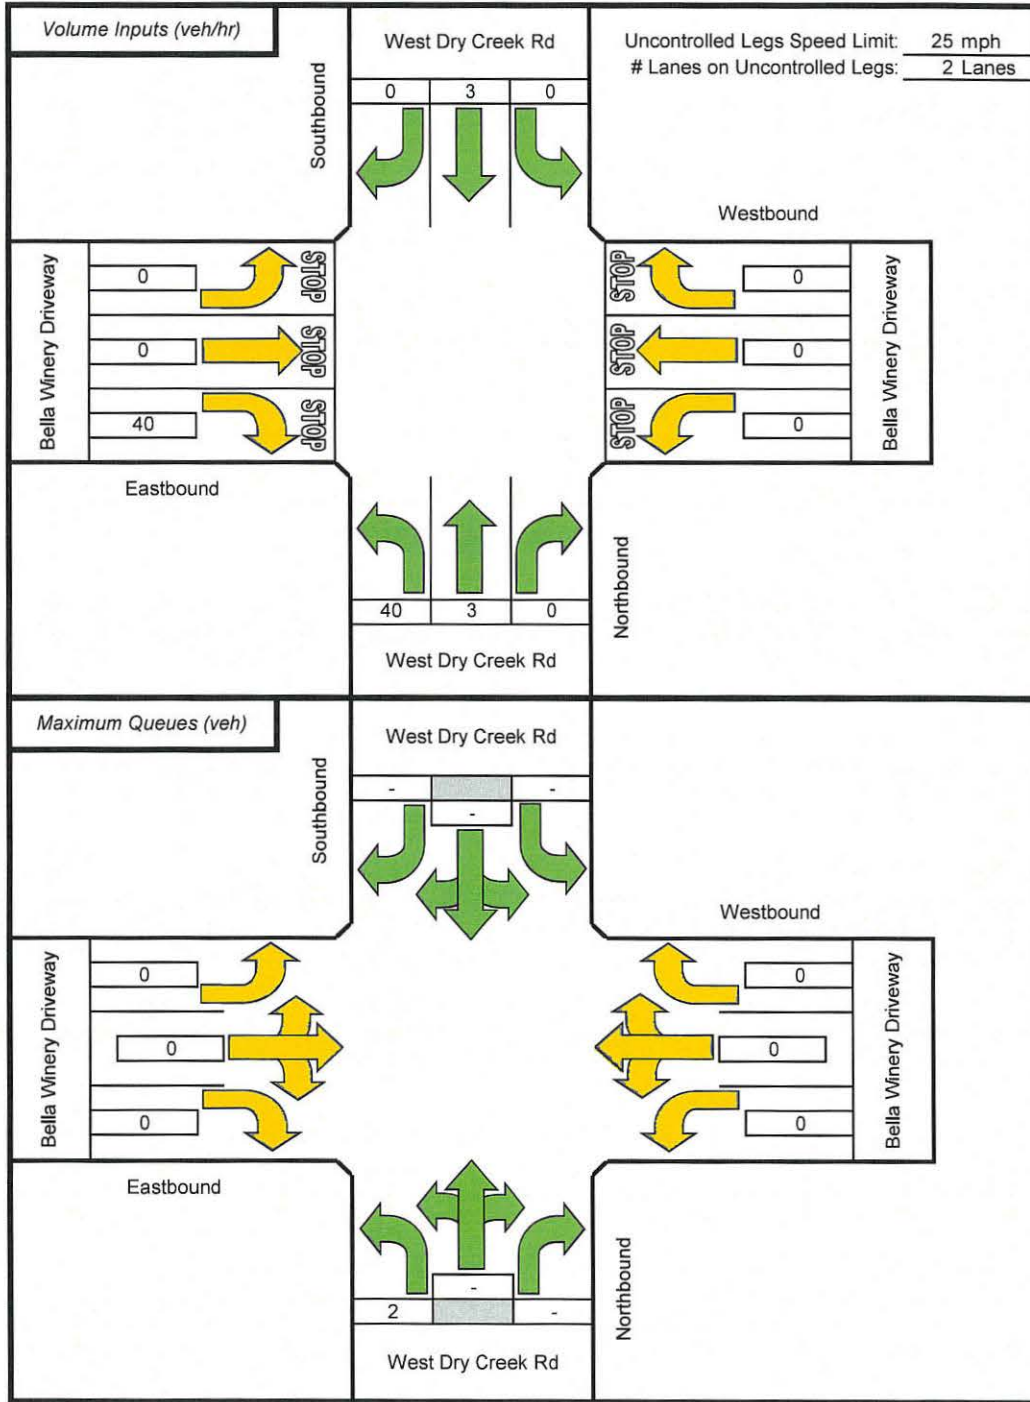 Volume Inputs (veh/hr)
West Dry Creek Rd
Uncontrolled Legs Speed Limit: 25 mph
# Lanes on Uncontrolled Legs: 2 Lanes
0 3 0
Southbound
Westbound
Bella Winery Driveway
0
STOP
STOP
0
0
STOP
STOP
0
40
STOP
STOP
0
Bella Winery Driveway
Eastbound
Northbound
40 3 0
West Dry Creek Rd
Maximum Queues (veh)
West Dry Creek Rd
- -
-
Southbound
Westbound
Bella Winery Driveway
0
0
0
0
0
0
Bella Winery Driveway
Eastbound
Northbound
-
2 -
West Dry Creek Rd